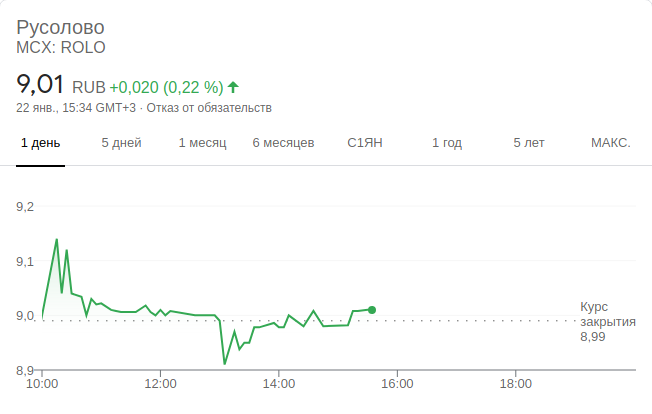 Русолово
MCX: ROLO
9,01 RUB +0,020 (0,22 %)
22 янв., 15:34 GMT+3 · Отказ от обязательств
1 день 5 дней 1 месяц 6 месяцев С1ЯН 1 год 5 лет МАКС.
9,2
9,1
9,0
8,9
Курс
закрытия
8,99
10:00 12:00 14:00 16:00 18:00